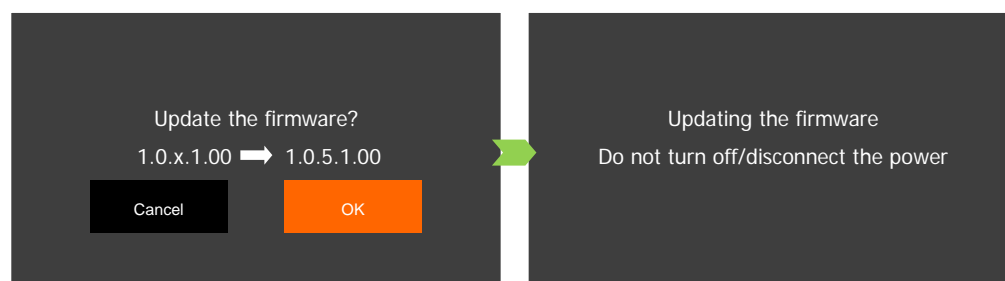 Update the firmware?
1.0.x.1.00 1.0.5.1.00
Cancel OK
Updating the firmware
Do not turn off/disconnect the power